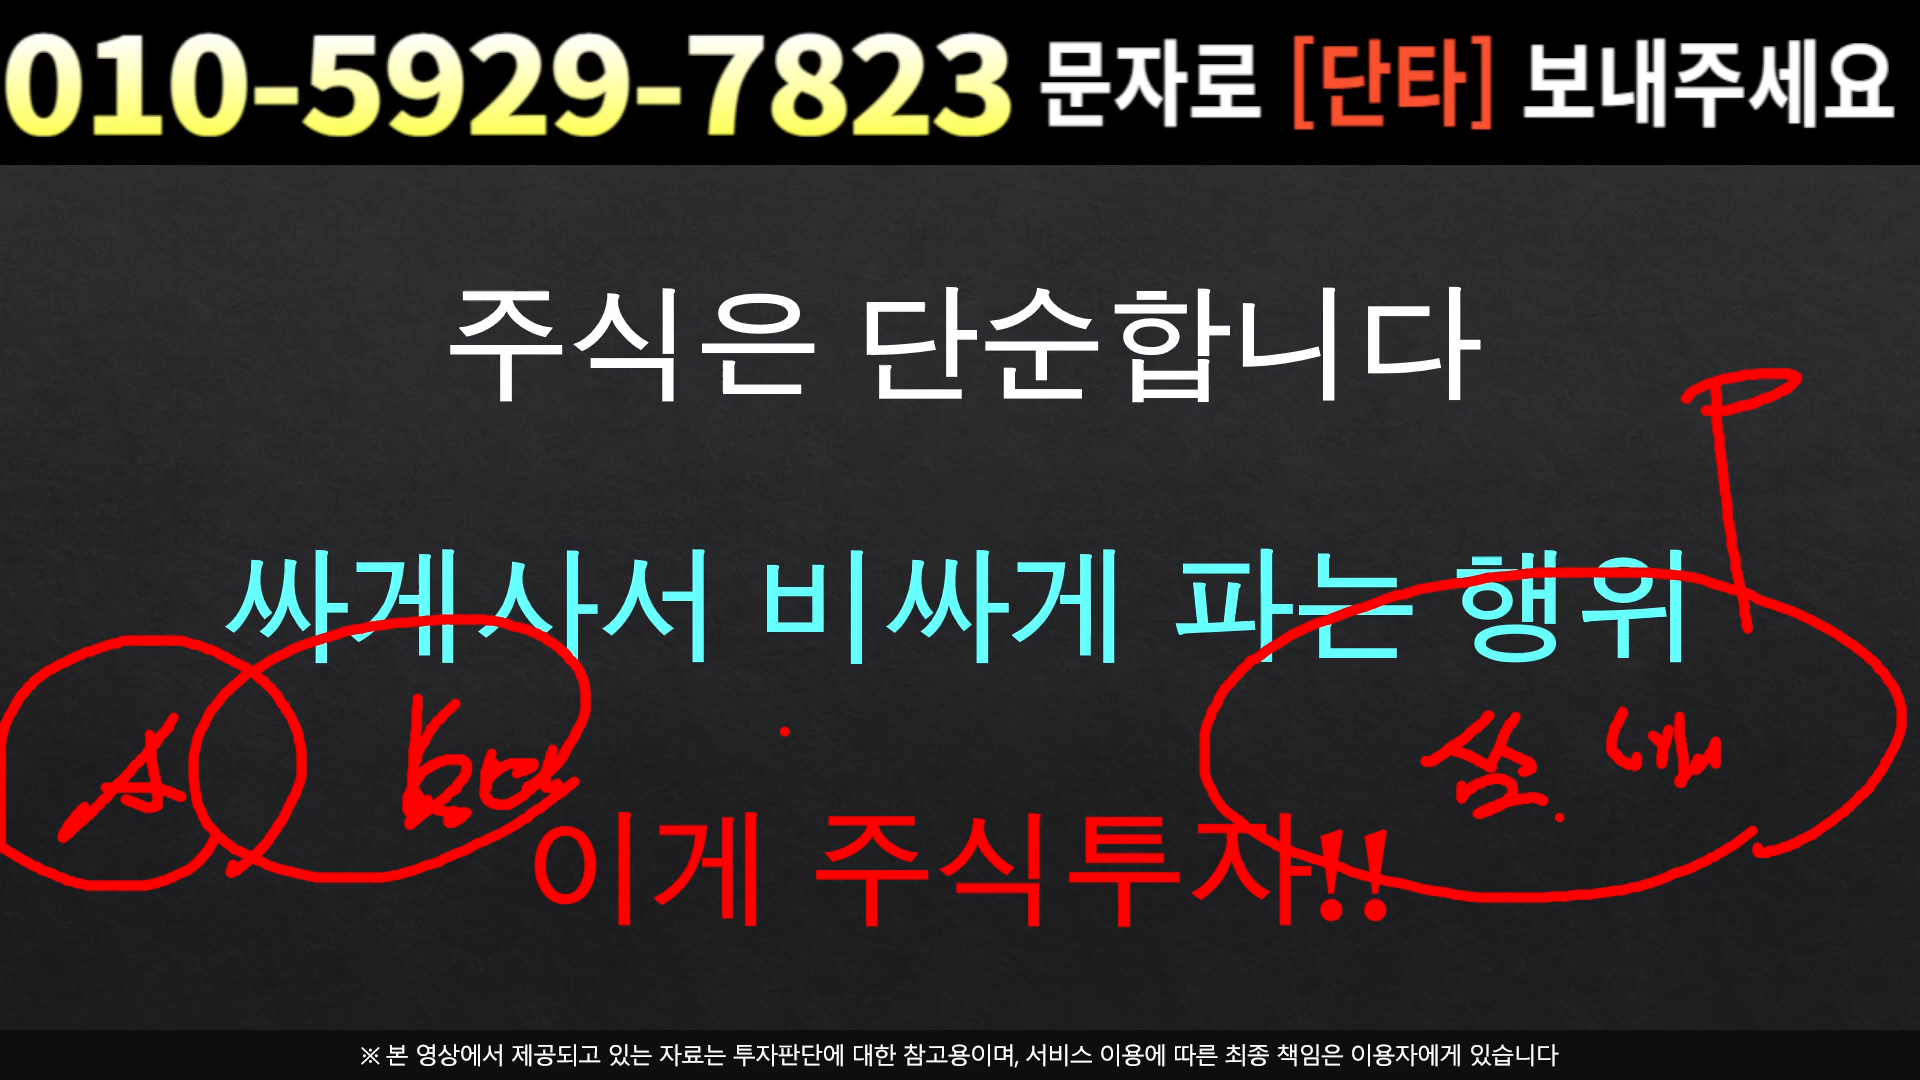 010-5929-7823 문자로 [단타] 보내주세요
주식은 단순합니다
싸게사서 비싸게 파는 행위
이게 주식투자!!
※ 본 영상에서 제공되고 있는 자료는 투자판단에 대한 참고용이며, 서비스 이용에 따른 최종 책임은 이용자에게 있습니다